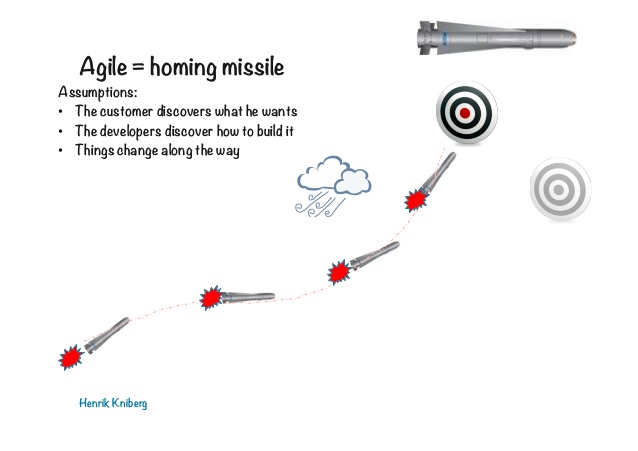 Agile = homing missile
Assumptions:
• The customer discovers what he wants
• The developers discover how to build it
• Things change along the way
Henrik Kniberg